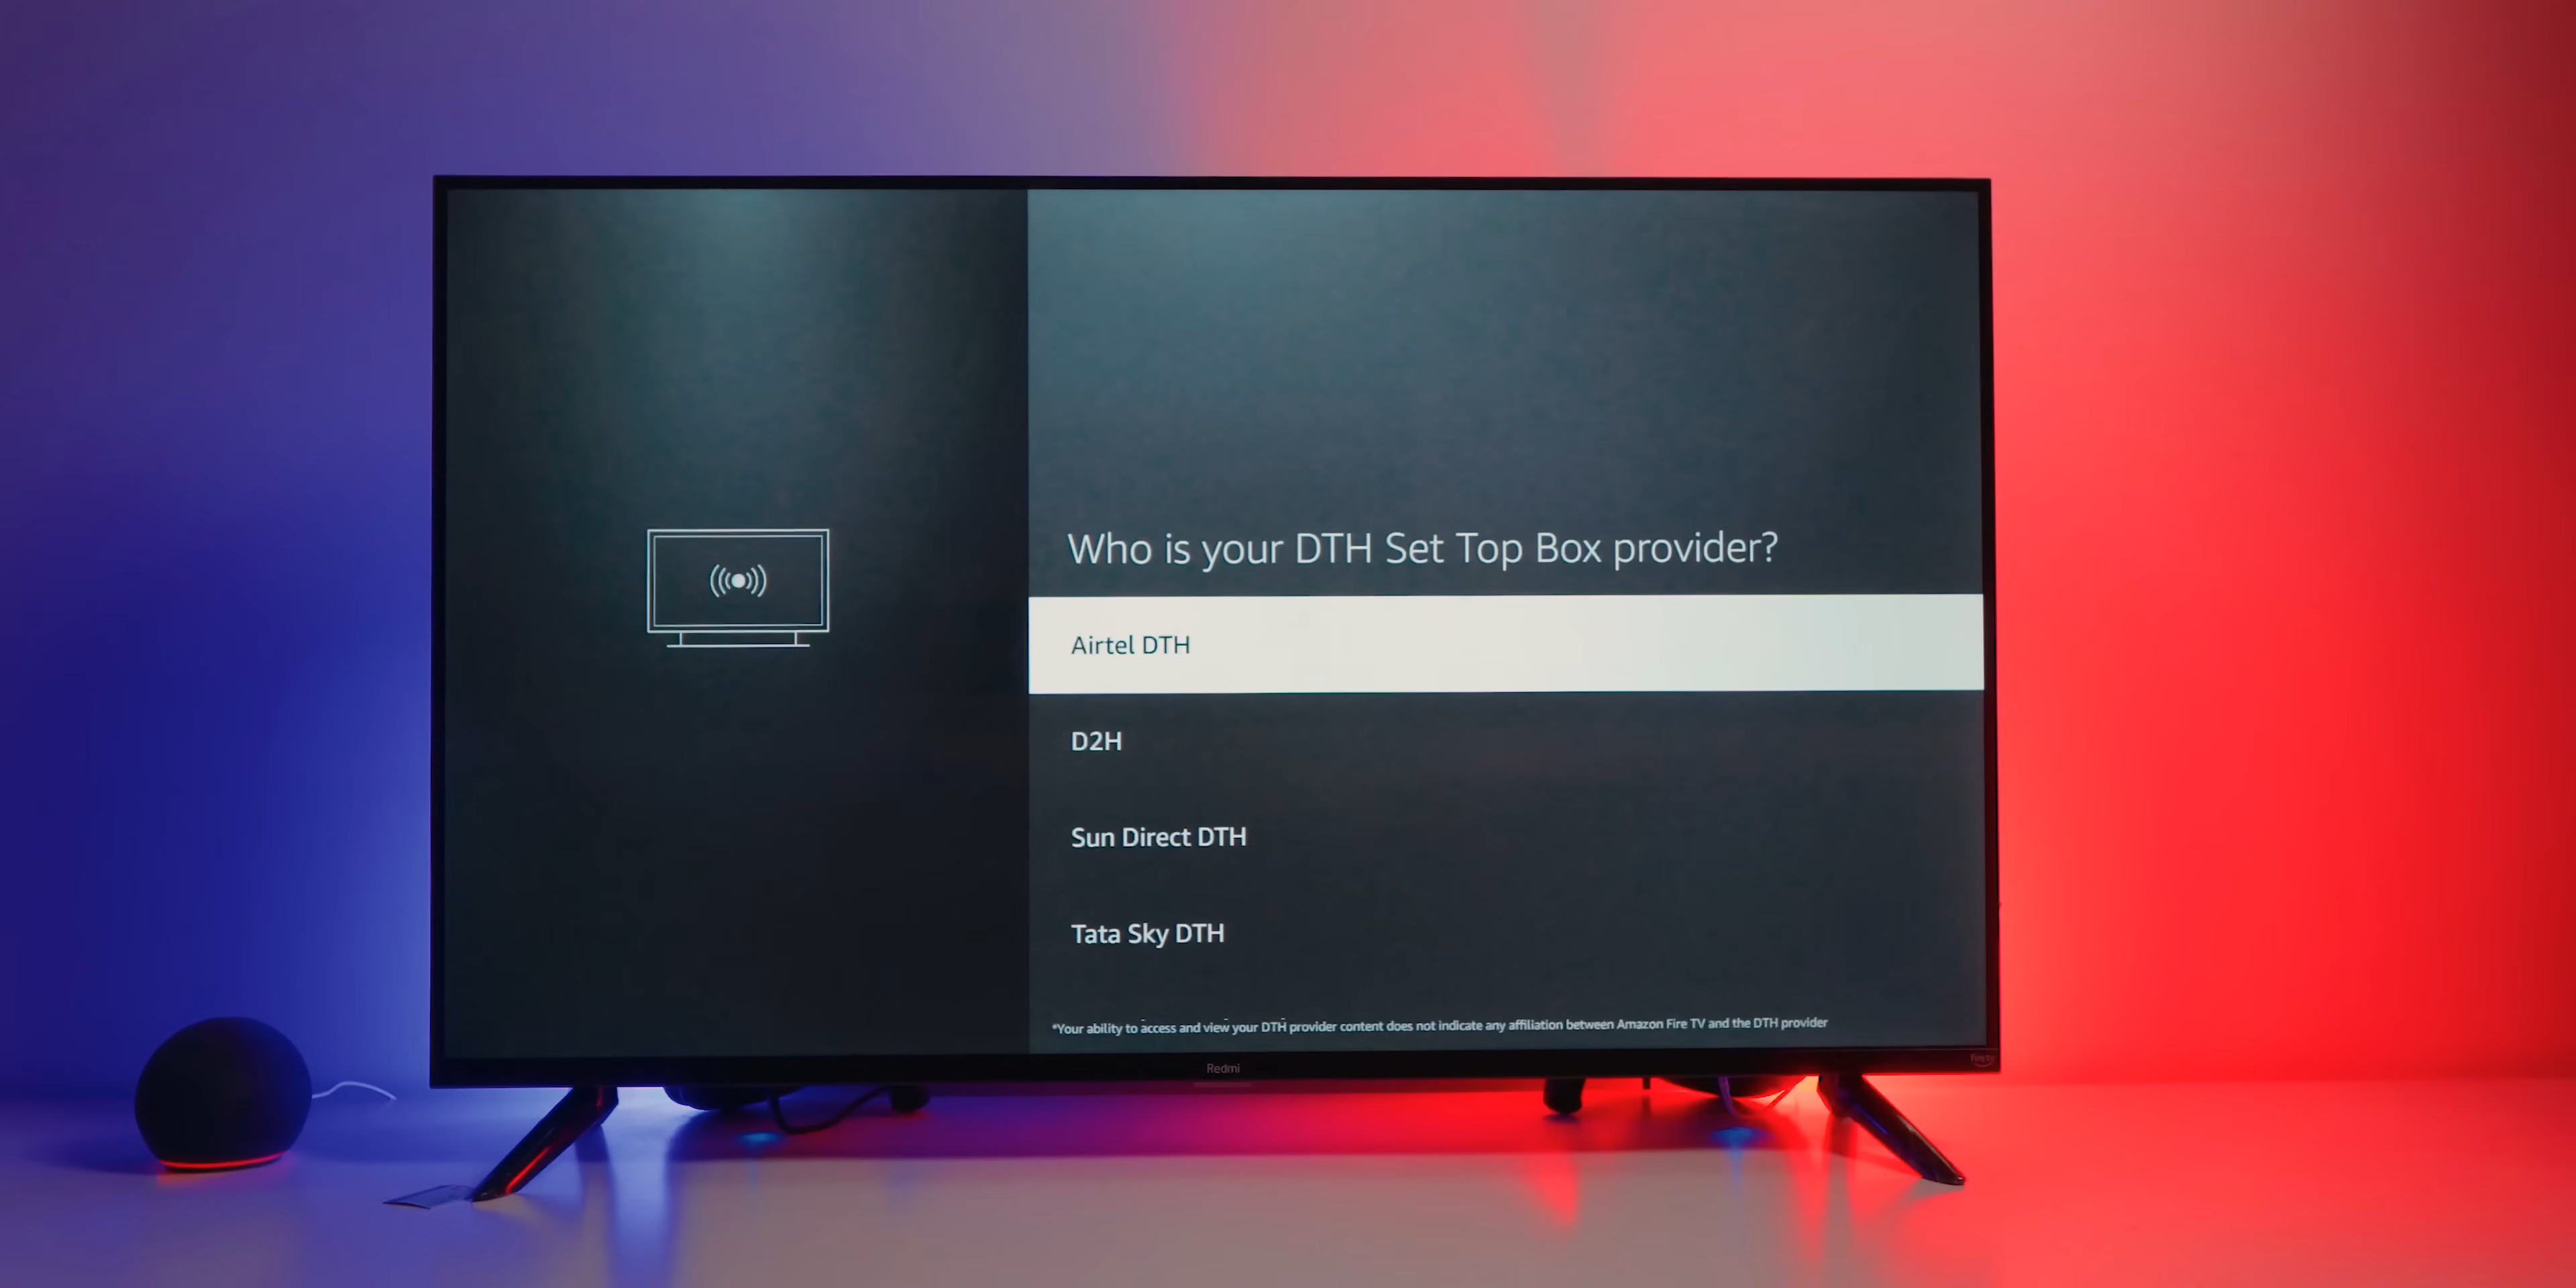 Who is your DTH Set Top Box provider?
Airtel DTH
D2H
Sun Direct DTH
Tata Sky DTH
*Your ability to access and view your DTH provider content does not indicate any affiliation between Amazon Fire TV and the DTH provider
Redmi
fire tv